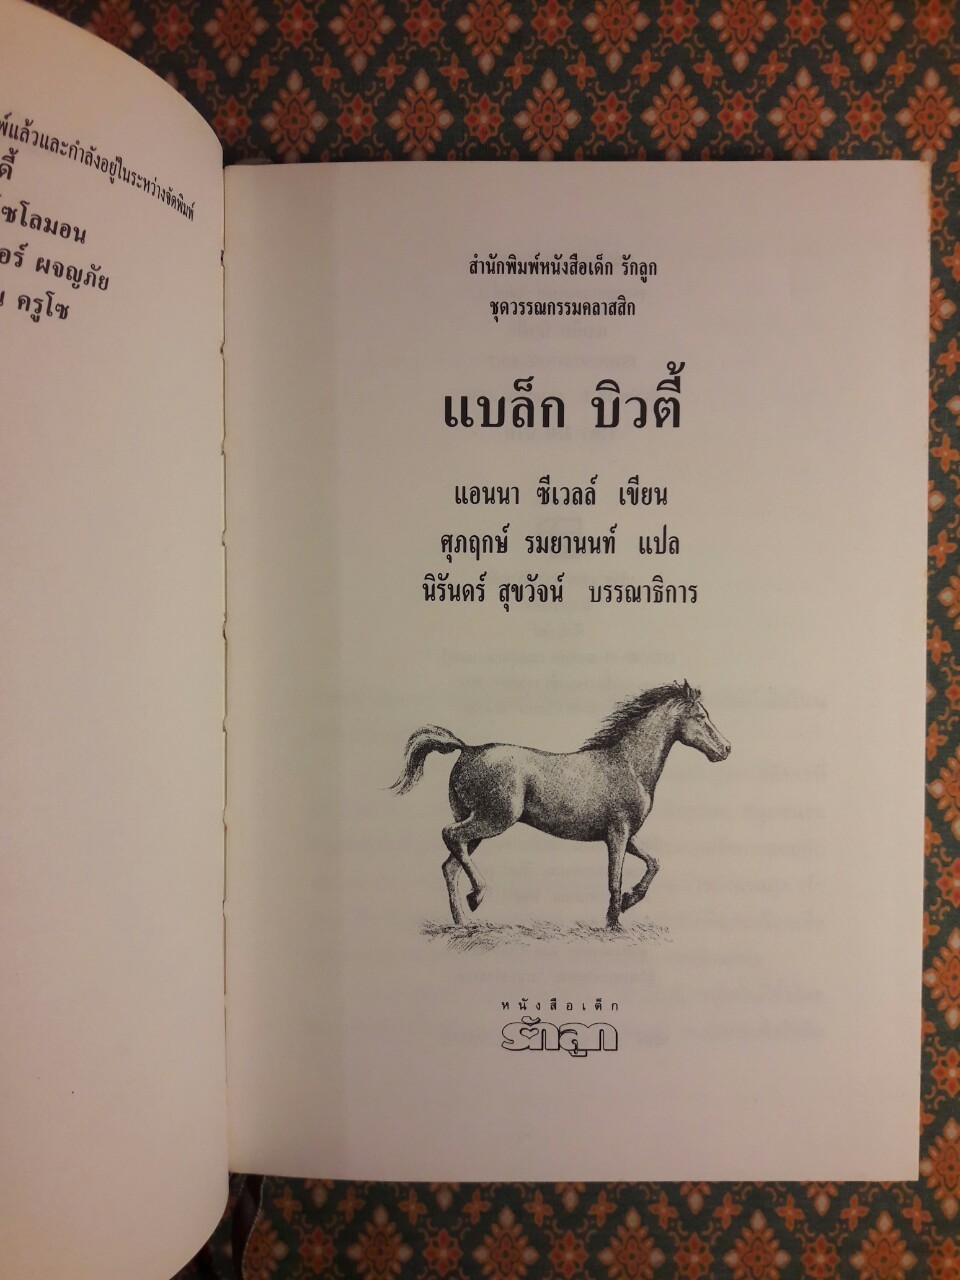 พ์แล้วและกำลังอยู่ในระหว่างจัดพิมพ์
โซโลมอน
อร์ ผจญภัย
ครูโซ
สำนักพิมพ์หนังสือเด็ก รักลูก
ชุดวรรณกรรมคลาสสิก
แบล็ก บิวตี้
แอนนา ซีเวลล์ เขียน
ศุภฤกษ์ รมยานนท์ แปล
นิรันดร์ สุขวัจน์ บรรณาธิการ
หนังสือเด็ก
รักลูก